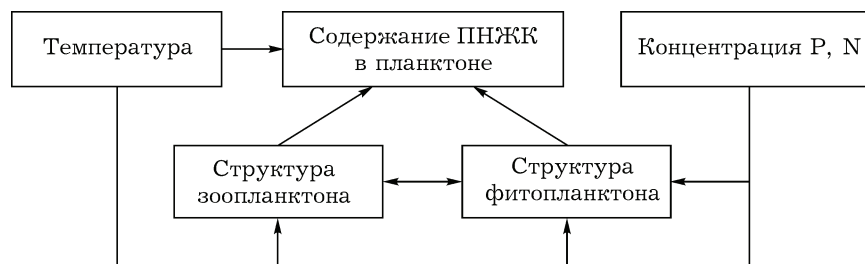 Температура
Содержание ПНЖК
в планктоне
Концентрация P, N
Структура
зоопланктона
Структура
фитопланктона